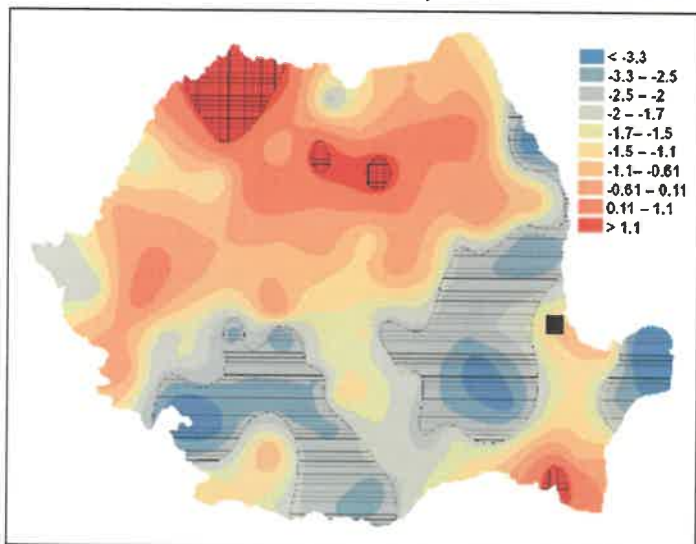 < -3.3
-3.3 – -2.5
-2.5 – -2
-2 – -1.7
-1.7– -1.5
-1.5 – -1.1
-1.1– -0.61
-0.61 – 0.11
0.11 – 1.1
> 1.1